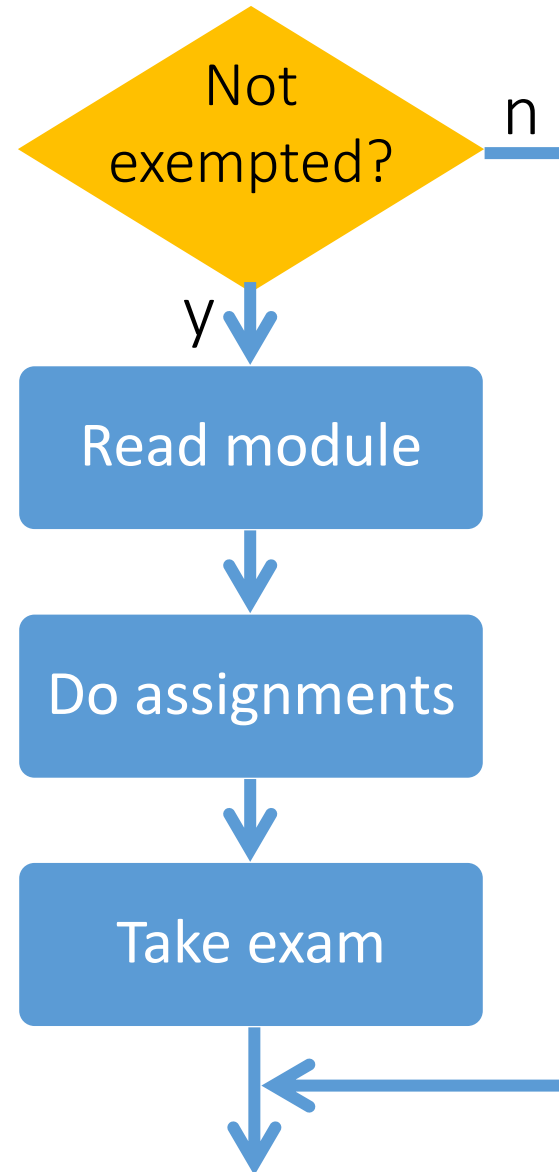 Not
exempted?
n
y
Read module
Do assignments
Take exam